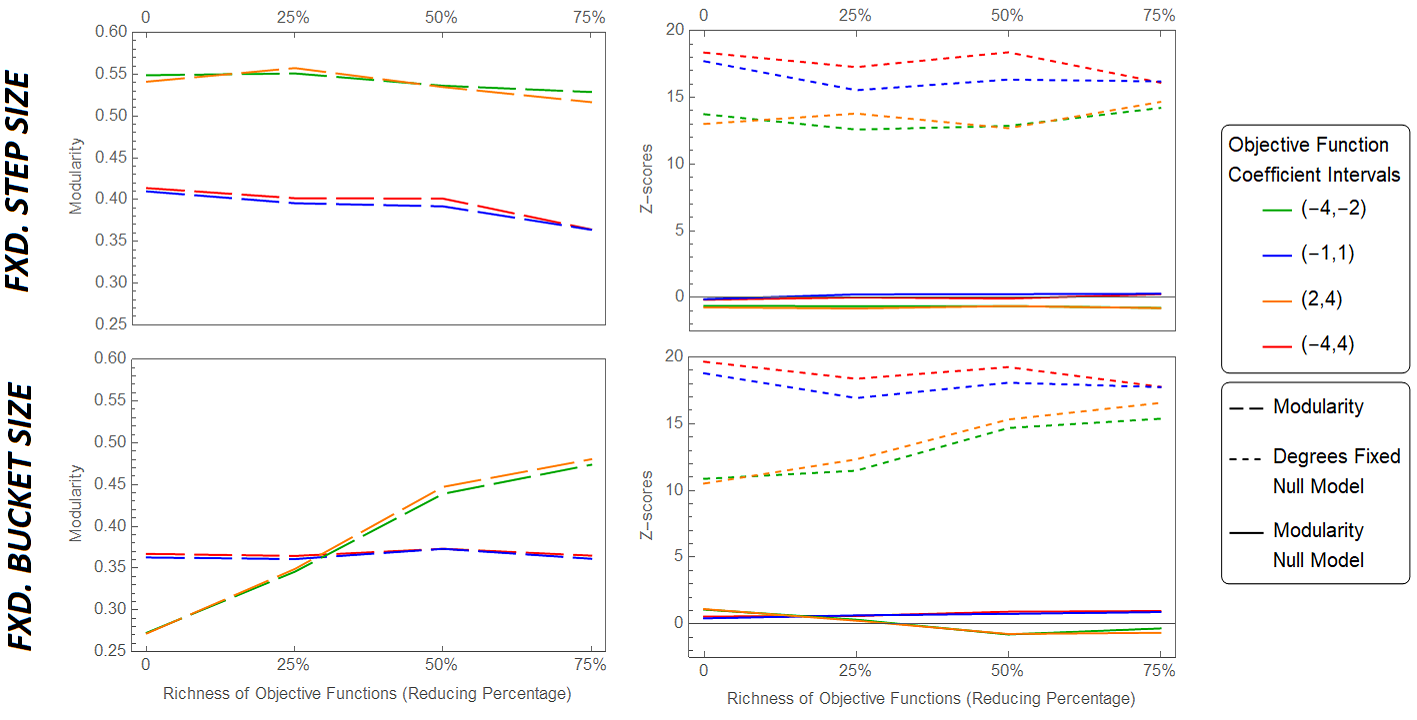 0 25% 50% 75%
0.60
0.55
0.50
0.45
0.40
0.35
0.30
0.25
Modularity
FXD. STEP SIZE
0 25% 50% 75%
20
15
10
5
0
Z-scores
0.60
0.55
0.50
0.45
0.40
0.35
0.30
0.25
Modularity
FXD. BUCKET SIZE
0 25% 50% 75%
Richness of Objective Functions (Reducing Percentage)
20
15
10
5
0
Z-scores
0 25% 50% 75%
Richness of Objective Functions (Reducing Percentage)
Objective Function
Coefficient Intervals
(−4,−2)
(−1,1)
(2,4)
(−4,4)
Modularity
Degrees Fixed
Null Model
Modularity
Null Model